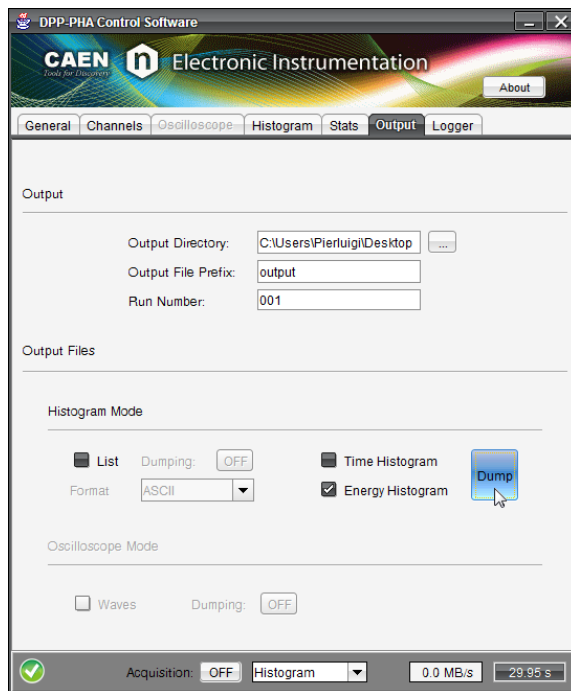 DPP-PHA Control Software
CAEN n Electronic Instrumentation
Tools for Discovery
About
General Channels Oscilloscope Histogram Stats Output Logger
Output
Output Directory: C:\Users\Pierluigi\Desktop ...
Output File Prefix: output
Run Number: 001
Output Files
Histogram Mode
List Dumping: OFF Time Histogram
Dump
Format ASCII Energy Histogram
Oscilloscope Mode
Waves Dumping: OFF
Acquisition: OFF Histogram 0.0 MB/s 29.95 s